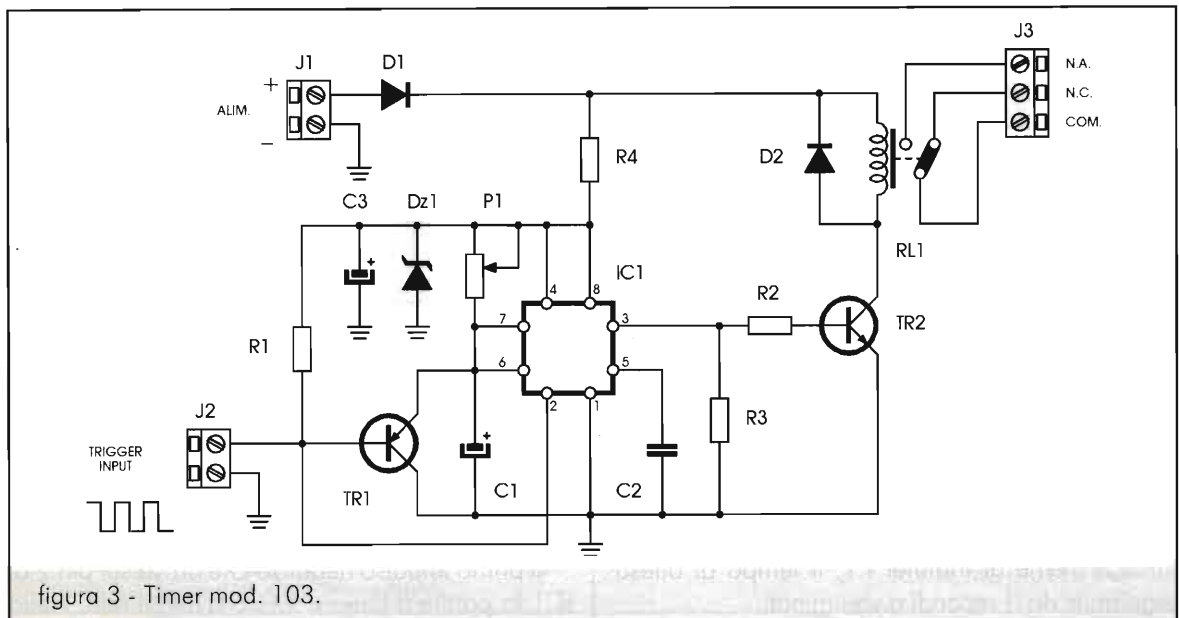 J1
D1
J3
+
ALIM.
−
N.A.
N.C.
COM.
R4
D2
C3
Dz1
P1
+
RL1
IC1
4
8
R2
TR2
7
3
R1
6
5
2
1
R3
J2
+
TRIGGER
INPUT
TR1
C1
C2
figura 3 - Timer mod. 103.